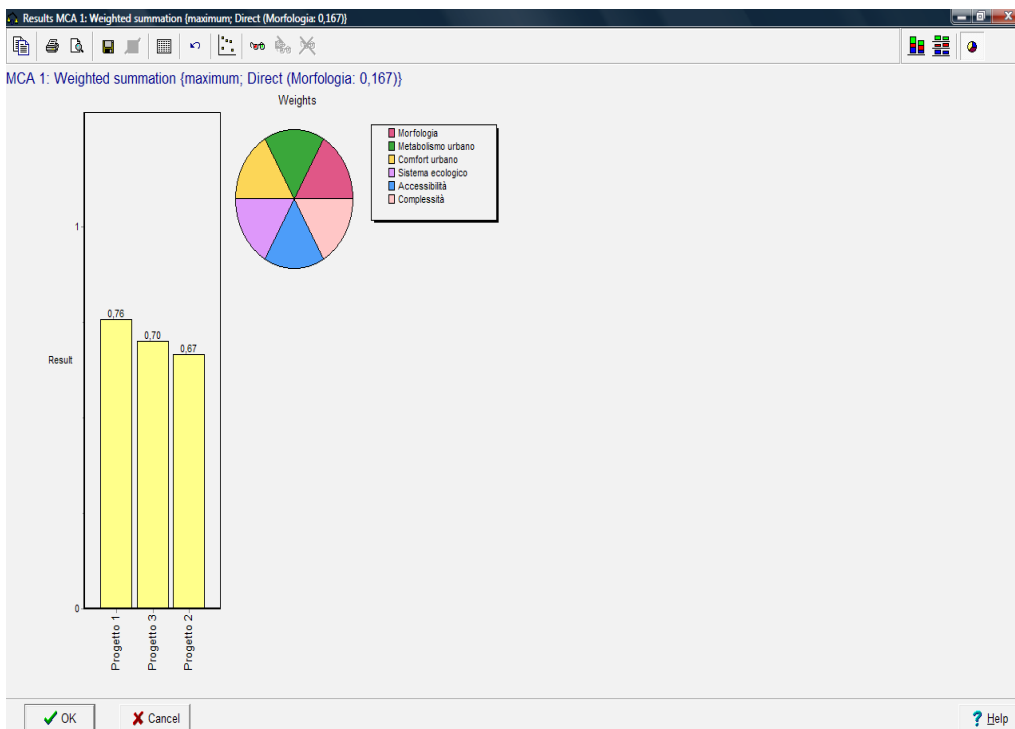 Results MCA 1: Weighted summation {maximum; Direct (Morfologia: 0,167)}
MCA 1: Weighted summation {maximum; Direct (Morfologia: 0,167)}
Weights
Morfologia
Metabolismo urbano
Comfort urbano
Sistema ecologico
Accessibilità
Complessità
1
0,76
0,70
0,67
Result
0
Progetto 1
Progetto 3
Progetto 2
OK
Cancel
? Help